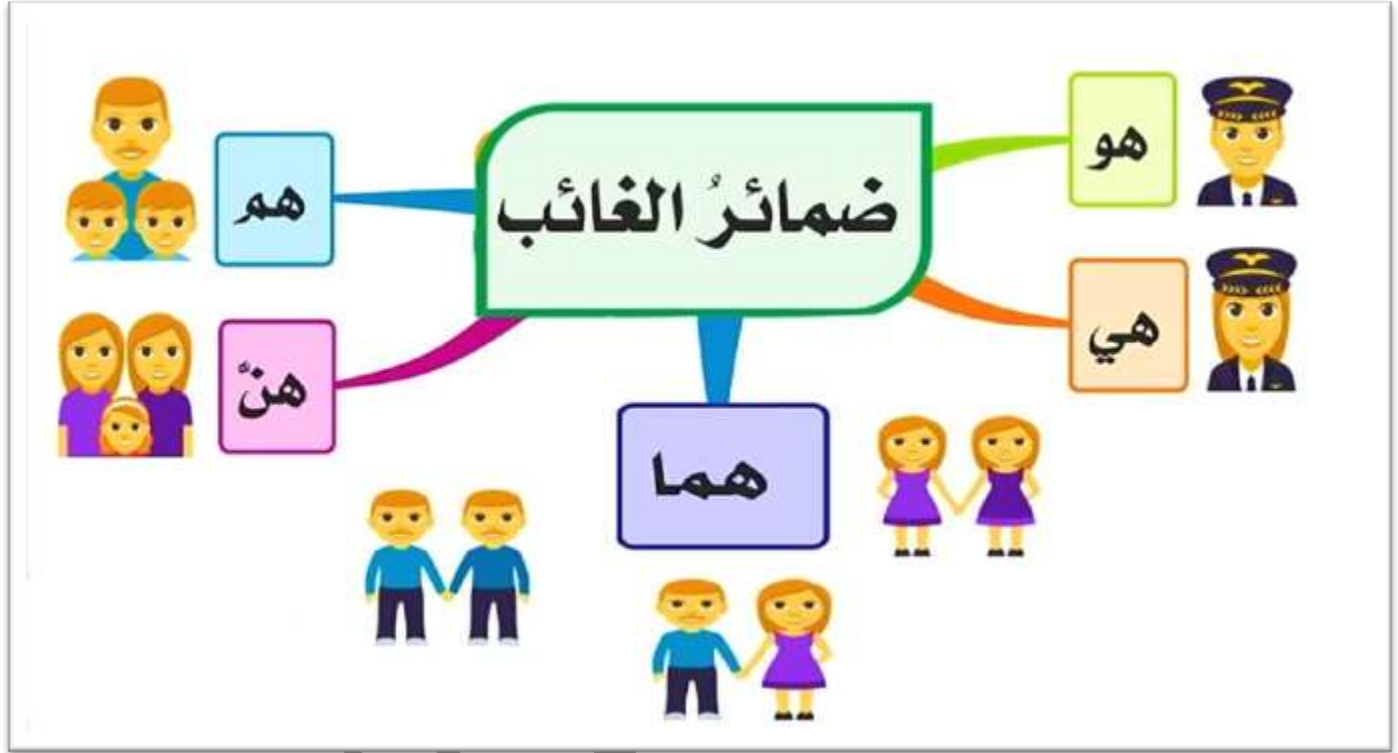 ضمائرُ الغائب
هو
هي
هما
هم
هنّ